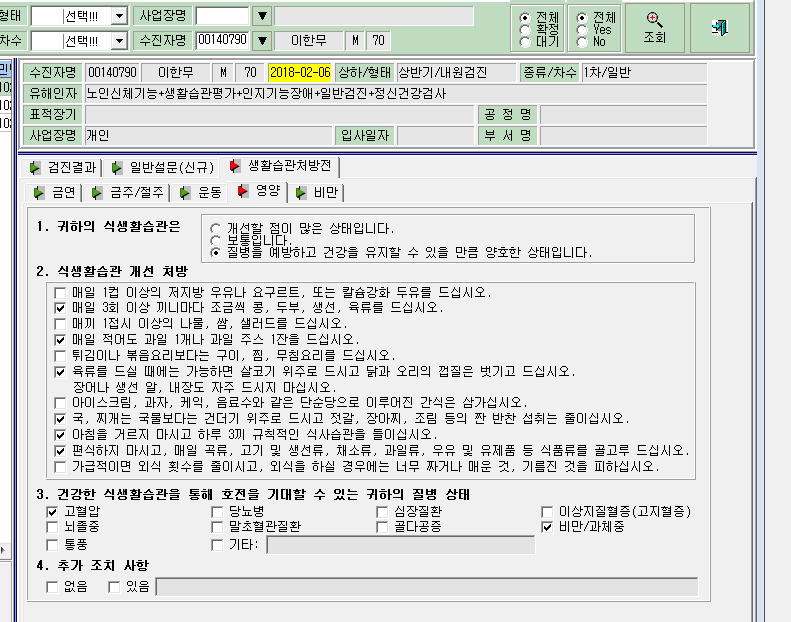 형태 선택!!! 사업장명 전체 확정 대기 전체 Yes No 조회
차수 선택!!! 수진자명 00140790 이한무 M 70
수진자명 00140790 이한무 M 70 2018-02-06 상하/형태 상반기/내원검진 종류/차수 1차/일반
유해인자 노인신체기능+생활습관평가+인지기능장애+일반검진+정신건강검사
표적장기 공 정 명
사업장명 개인 입사일자 부 서 명
검진결과 일반설문(신규) 생활습관처방전
금연 금주/절주 운동 영양 비만
1. 귀하의 식생활습관은
개선할 점이 많은 상태입니다.
보통입니다.
질병을 예방하고 건강을 유지할 수 있을 만큼 양호한 상태입니다.
2. 식생활습관 개선 처방
매일 1컵 이상의 저지방 우유나 요구르트, 또는 칼슘강화 두유를 드십시오.
매일 3회 이상 끼니마다 조금씩 콩, 두부, 생선, 육류를 드십시오.
매끼 1접시 이상의 나물, 쌈, 샐러드를 드십시오.
매일 적어도 과일 1개나 과일 주스 1잔을 드십시오.
튀김이나 볶음요리보다는 구이, 찜, 무침요리를 드십시오.
육류를 드실 때에는 가능하면 살코기 위주로 드시고 닭과 오리의 껍질은 벗기고 드십시오.
장어나 생선 알, 내장도 자주 드시지 마십시오.
아이스크림, 과자, 케익, 음료수와 같은 단순당으로 이루어진 간식은 삼가십시오.
국, 찌개는 국물보다는 건더기 위주로 드시고 젓갈, 장아찌, 조림 등의 짠 반찬 섭취는 줄이십시오.
아침을 거르지 마시고 하루 3끼 규칙적인 식사습관을 들이십시오.
편식하지 마시고, 매일 곡류, 고기 및 생선류, 채소류, 과일류, 우유 및 유제품 등 식품류를 골고루 드십시오.
가급적이면 외식 횟수를 줄이시고, 외식을 하실 경우에는 너무 짜거나 매운 것, 기름진 것을 피하십시오.
3. 건강한 식생활습관을 통해 호전을 기대할 수 있는 귀하의 질병 상태
고혈압 당뇨병 심장질환 이상지질혈증(고지혈증)
뇌졸중 말초혈관질환 골다공증 비만/과체중
통풍 기타:
4. 추가 조치 사항
없음 있음